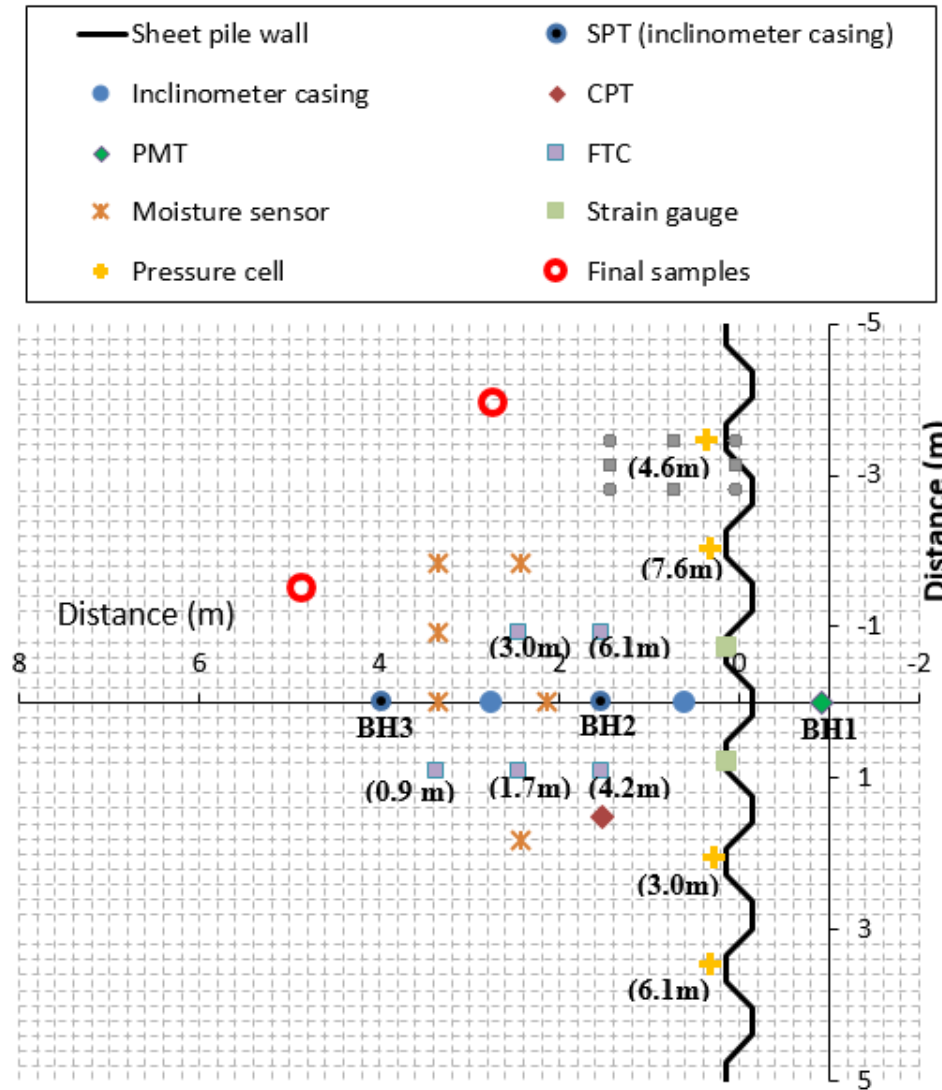 Sheet pile wall
SPT (inclinometer casing)
Inclinometer casing
CPT
PMT
FTC
Moisture sensor
Strain gauge
Pressure cell
Final samples
-5
Distance (m)
(4.6m)
-3
(7.6m)
Distance (m)
(3.0m)
(6.1m)
-1
8
6
4
2
0
-2
BH3
BH2
BH1
(0.9 m)
(1.7m)
(4.2m)
1
(3.0m)
3
(6.1m)
5